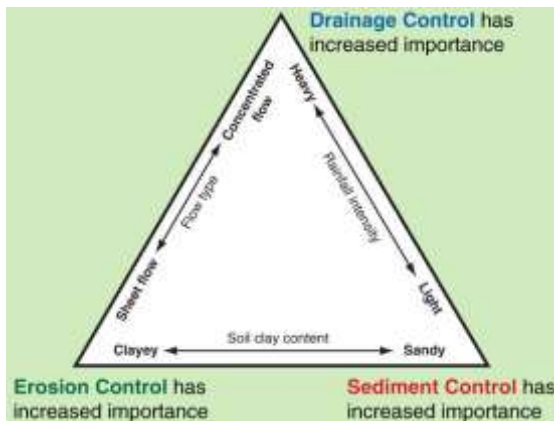 Drainage Control has
increased importance
Concentrated
flow
Heavy
Flow type
Rainfall intensity
Sheet flow
Light
Clayey
Soil clay content
Sandy
Erosion Control has
increased importance
Sediment Control has
increased importance